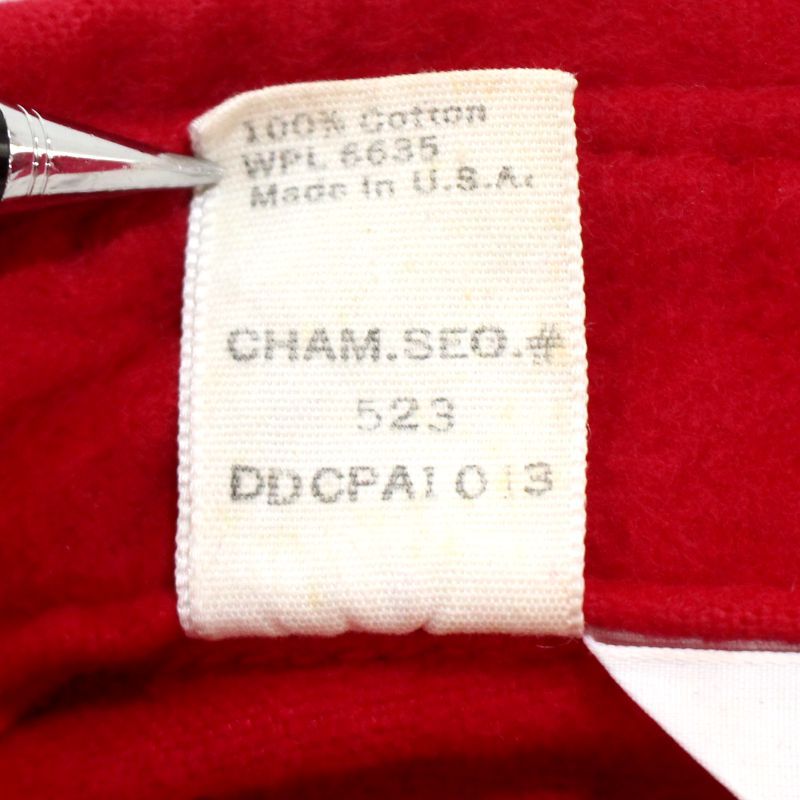 100% Cotton
WPL 6635
Made in U.S.A.
CHAM.SEQ.#
523
DDCPA1013